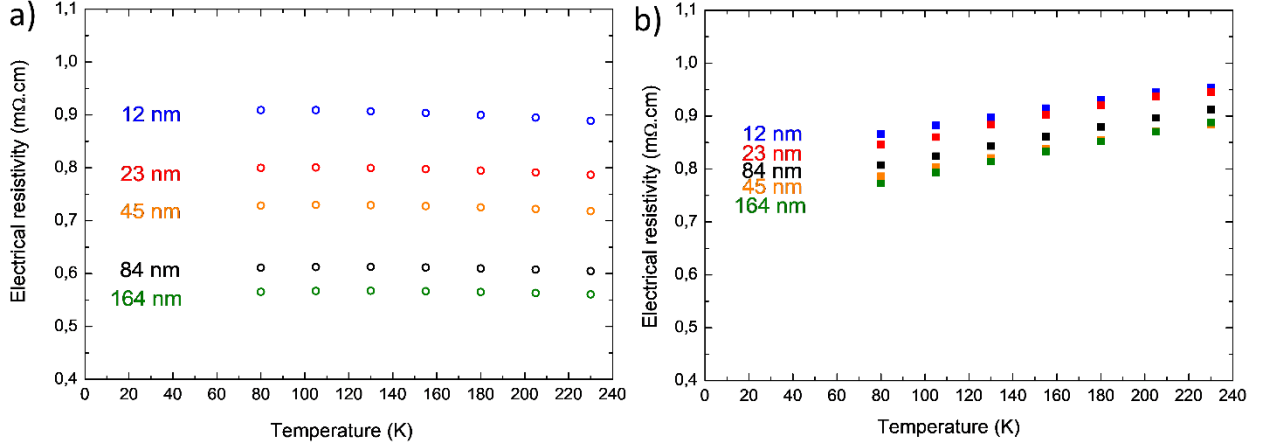 a)
1,1
1,0
0,9
0,8
0,7
0,6
0,5
0,4
Electrical resistivity (mΩ.cm)
12 nm
23 nm
45 nm
84 nm
164 nm
0 20 40 60 80 100 120 140 160 180 200 220 240
Temperature (K)
b)
1,1
1,0
0,9
0,8
0,7
0,6
0,5
0,4
Electrical resistivity (mΩ.cm)
12 nm
23 nm
84 nm
45 nm
164 nm
0 20 40 60 80 100 120 140 160 180 200 220 240
Temperature (K)